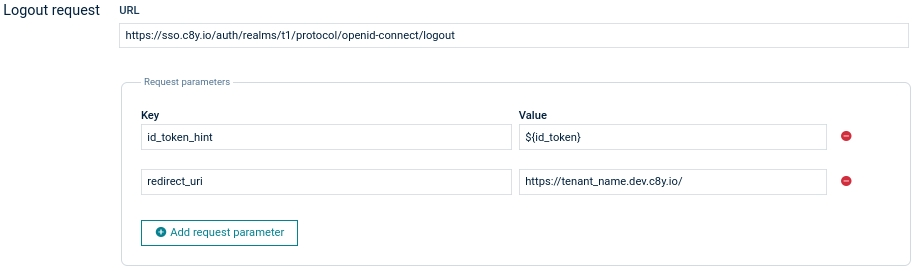 Logout request
URL
https://sso.c8y.io/auth/realms/t1/protocol/openid-connect/logout
Request parameters
Key Value
id_token_hint ${id_token}
redirect_uri https://tenant_name.dev.c8y.io/
Add request parameter